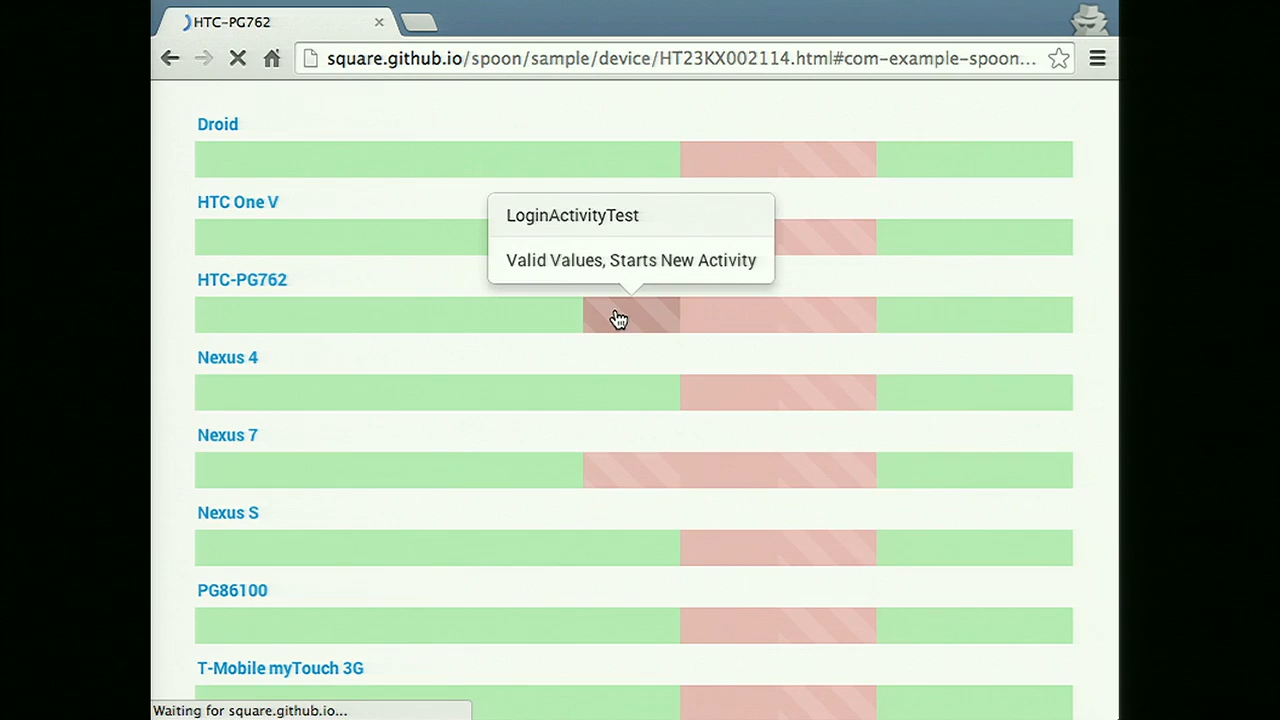 HTC-PG762
square.github.io/spoon/sample/device/HT23KX002114.html#com-example-spoon...
Droid
HTC One V
LoginActivityTest
Valid Values, Starts New Activity
HTC-PG762
Nexus 4
Nexus 7
Nexus S
PG86100
T-Mobile myTouch 3G
Waiting for square.github.io...